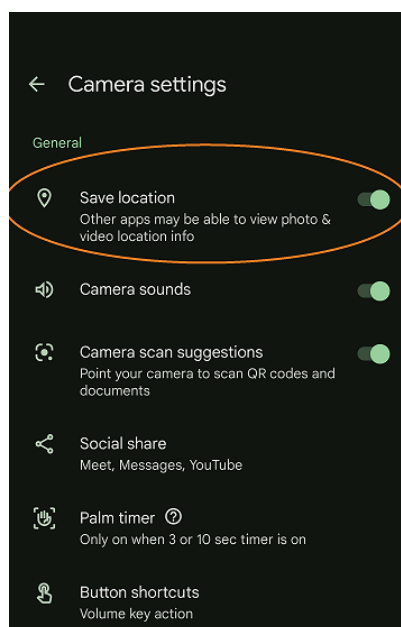 Camera settings
General
Save location
Other apps may be able to view photo &
video location info
Camera sounds
Camera scan suggestions
Point your camera to scan QR codes and
documents
Social share
Meet, Messages, YouTube
Palm timer
Only on when 3 or 10 sec timer is on
Button shortcuts
Volume key action